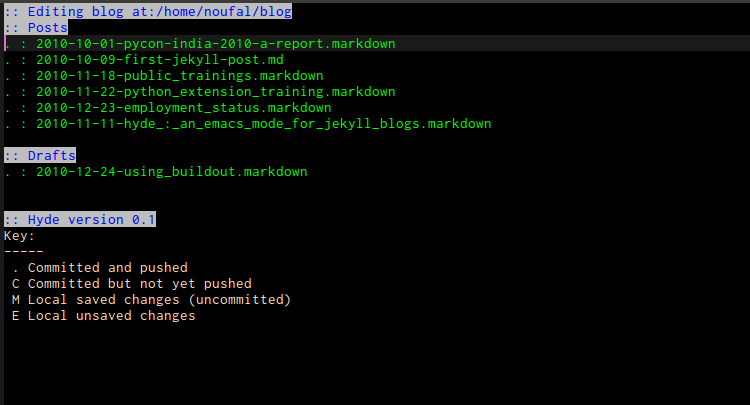 :: Editing blog at:/home/noufal/blog
:: Posts
. : 2010-10-01-pycon-india-2010-a-report.markdown
. : 2010-10-09-first-jekyll-post.md
. : 2010-11-18-public_trainings.markdown
. : 2010-11-22-python_extension_training.markdown
. : 2010-12-23-employment_status.markdown
. : 2010-11-11-hyde_:_an_emacs_mode_for_jekyll_blogs.markdown
:: Drafts
. : 2010-12-24-using_buildout.markdown
:: Hyde version 0.1
Key:
-----
. Committed and pushed
C Committed but not yet pushed
M Local saved changes (uncommitted)
E Local unsaved changes